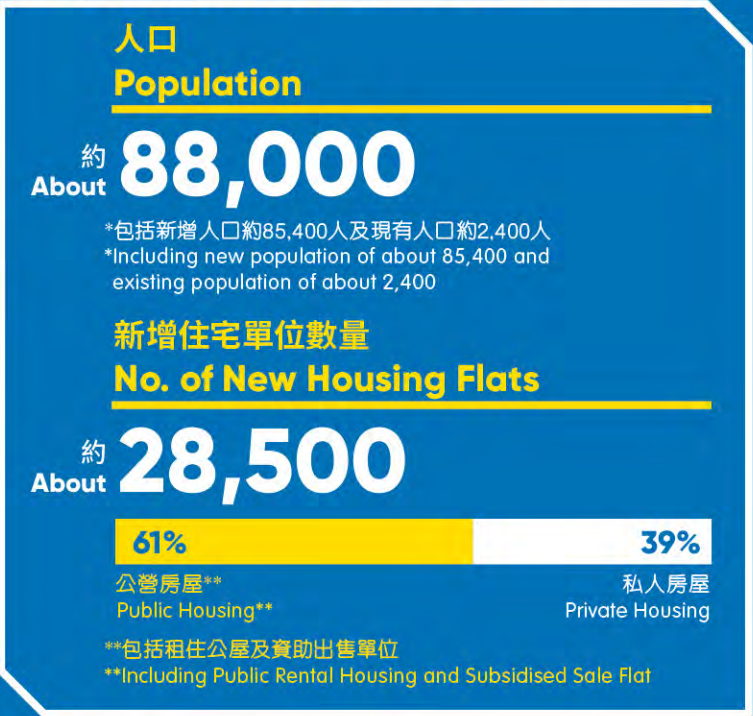 人口
Population
約
About
88,000
*包括新增人口約85,400人及現有人口約2,400人
*Including new population of about 85,400 and
existing population of about 2,400
新增住宅單位數量
No. of New Housing Flats
約
About
28,500
61%
39%
公營房屋**
Public Housing**
私人房屋
Private Housing
**包括租住公屋及資助出售單位
**Including Public Rental Housing and Subsidised Sale Flat